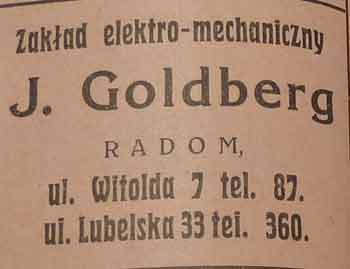 Zakład elektro-mechaniczny
J. Goldberg
RADOM,
ul. Witolda 7 tel. 87.
ul. Lubelska 33 tel. 360.